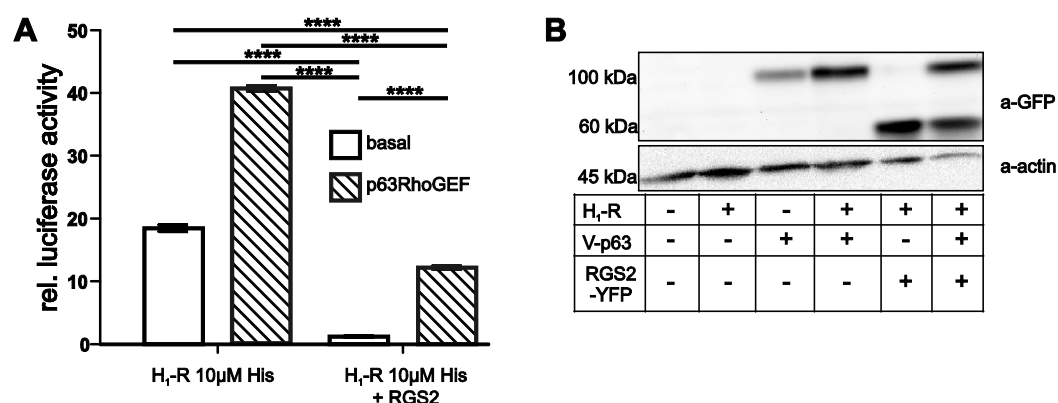 A
rel. luciferase activity
50
40
30
20
10
0
****
****
****
****
****
basal
p63RhoGEF
H₁-R 10µM His
H₁-R 10µM His
+ RGS2
B
100 kDa
60 kDa
a-GFP
45 kDa
a-actin
H₁-R - + - + + +
V-p63 - - + + - +
RGS2
-YFP - - - - + +